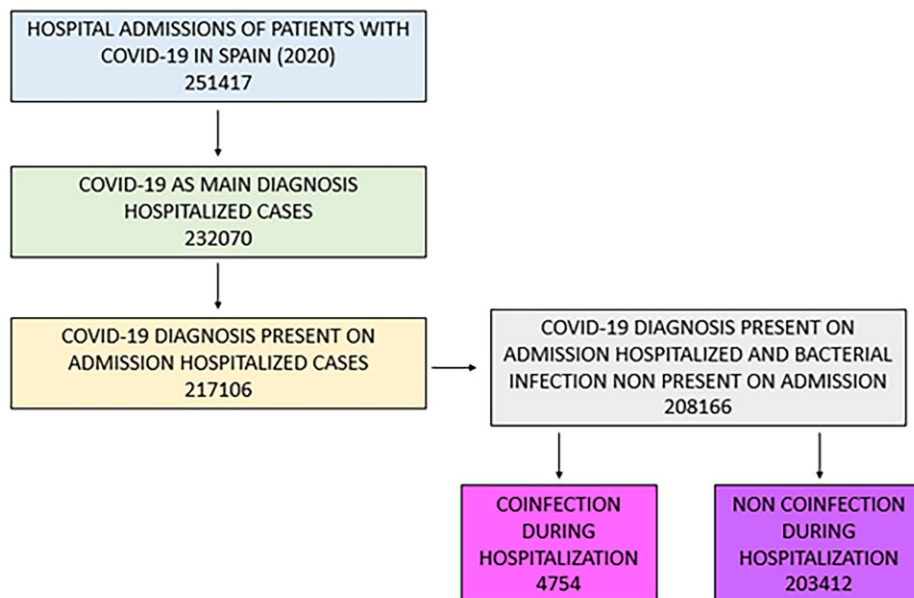 HOSPITAL ADMISSIONS OF PATIENTS WITH
COVID-19 IN SPAIN (2020)
251417
COVID-19 AS MAIN DIAGNOSIS
HOSPITALIZED CASES
232070
COVID-19 DIAGNOSIS PRESENT ON
ADMISSION HOSPITALIZED CASES
217106
COVID-19 DIAGNOSIS PRESENT ON
ADMISSION HOSPITALIZED AND BACTERIAL
INFECTION NON PRESENT ON ADMISSION
208166
COINFECTION
DURING
HOSPITALIZATION
4754
NON COINFECTION
DURING
HOSPITALIZATION
203412